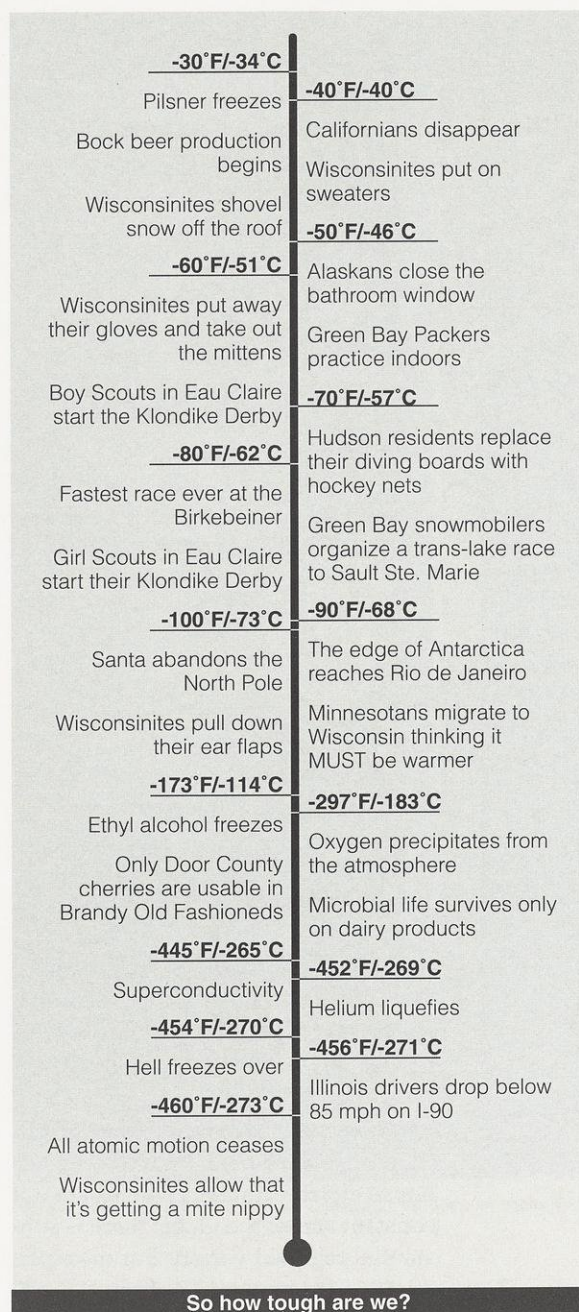 -30˚F/-34˚C
Pilsner freezes
Bock beer production
begins
Wisconsinites shovel
snow off the roof
-40˚F/-40˚C
Californians disappear
Wisconsinites put on
sweaters
-50˚F/-46˚C
Alaskans close the
bathroom window
Green Bay Packers
practice indoors
-60˚F/-51˚C
Wisconsinites put away
their gloves and take out
the mittens
Boy Scouts in Eau Claire
start the Klondike Derby
-70˚F/-57˚C
Hudson residents replace
their diving boards with
hockey nets
Green Bay snowmobilers
organize a trans-lake race
to Sault Ste. Marie
-80˚F/-62˚C
Fastest race ever at the
Birkebeiner
Girl Scouts in Eau Claire
start their Klondike Derby
-90˚F/-68˚C
The edge of Antarctica
reaches Rio de Janeiro
Minnesotans migrate to
Wisconsin thinking it
MUST be warmer
-100˚F/-73˚C
Santa abandons the
North Pole
Wisconsinites pull down
their ear flaps
-173˚F/-114˚C
Ethyl alcohol freezes
Only Door County
cherries are usable in
Brandy Old Fashioneds
-297˚F/-183˚C
Oxygen precipitates from
the atmosphere
Microbial life survives only
on dairy products
-445˚F/-265˚C
Superconductivity
-452˚F/-269˚C
Helium liquefies
-454˚F/-270˚C
Hell freezes over
-456˚F/-271˚C
Illinois drivers drop below
85 mph on I-90
-460˚F/-273˚C
All atomic motion ceases
Wisconsinites allow that
it's getting a mite nippy
So how tough are we?